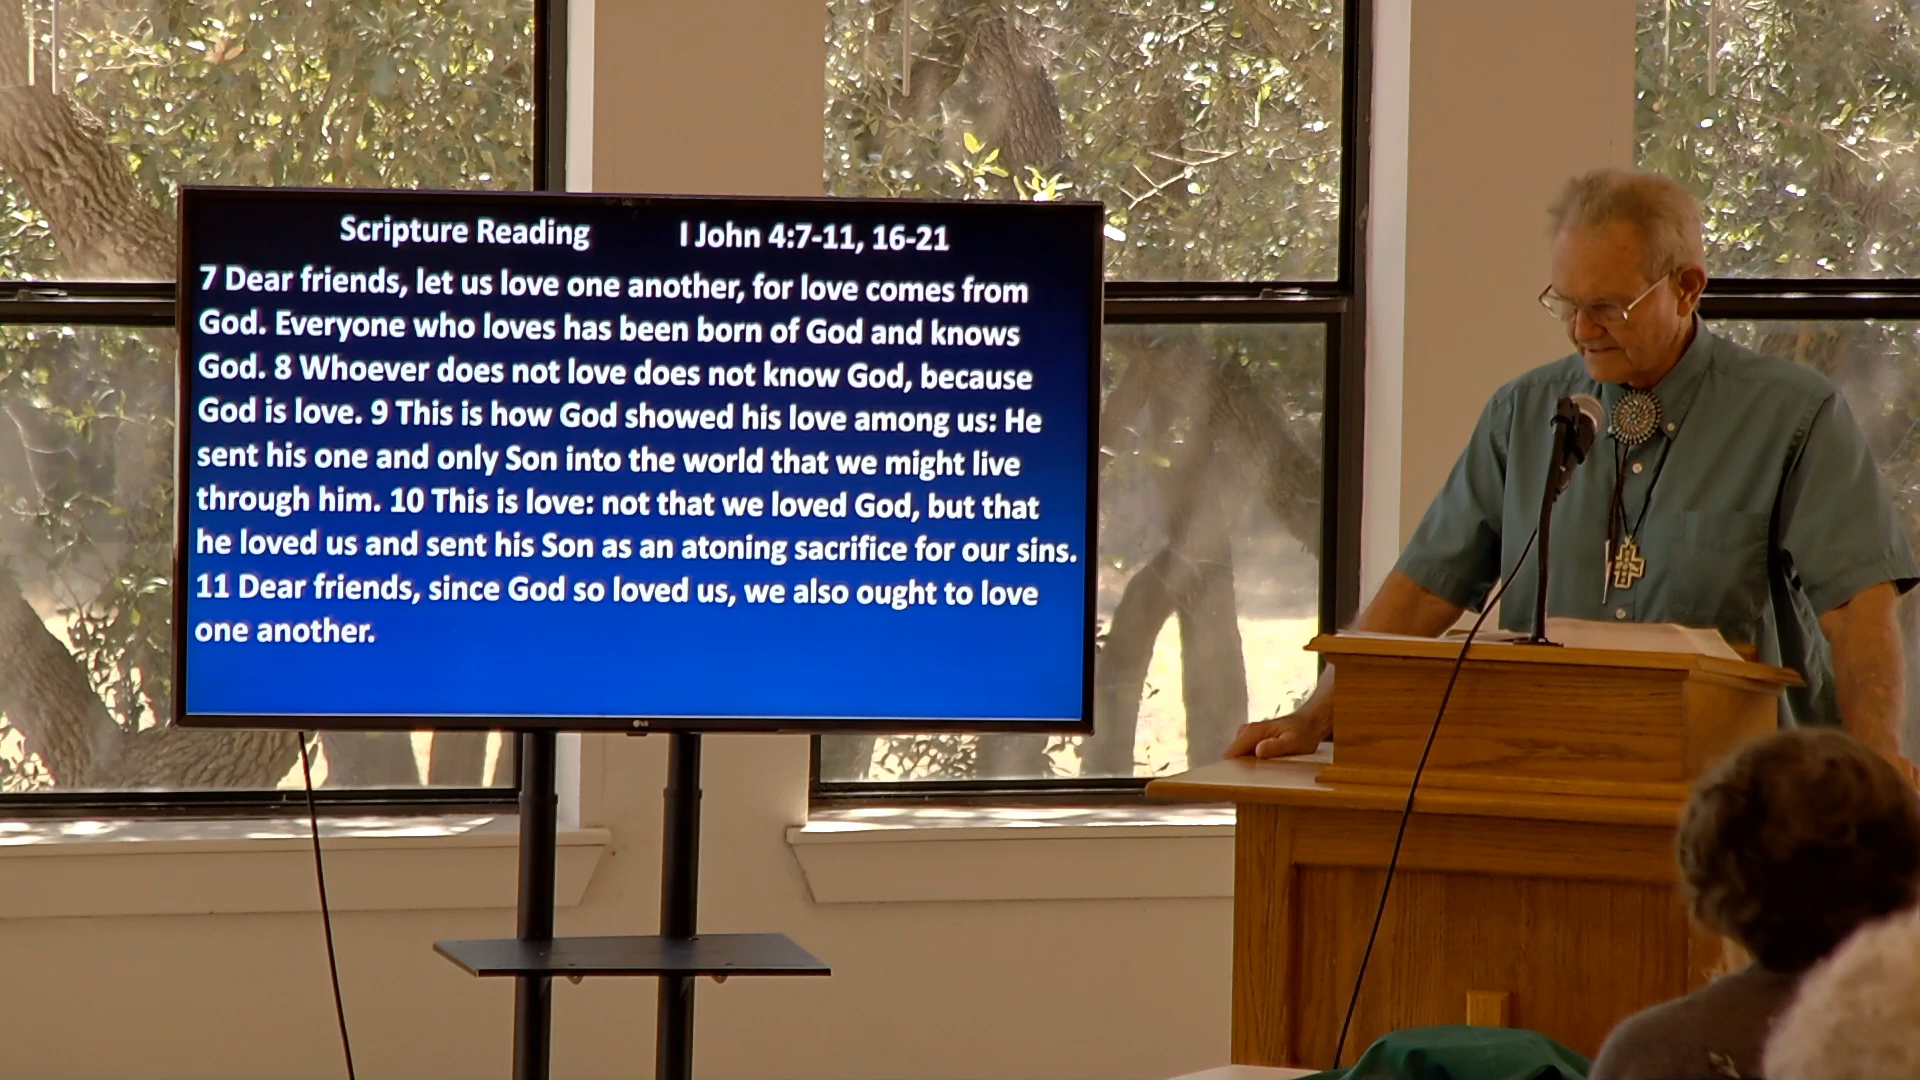 Scripture Reading I John 4:7-11, 16-21
7 Dear friends, let us love one another, for love comes from
God. Everyone who loves has been born of God and knows
God. 8 Whoever does not love does not know God, because
God is love. 9 This is how God showed his love among us: He
sent his one and only Son into the world that we might live
through him. 10 This is love: not that we loved God, but that
he loved us and sent his Son as an atoning sacrifice for our sins.
11 Dear friends, since God so loved us, we also ought to love
one another.
LG